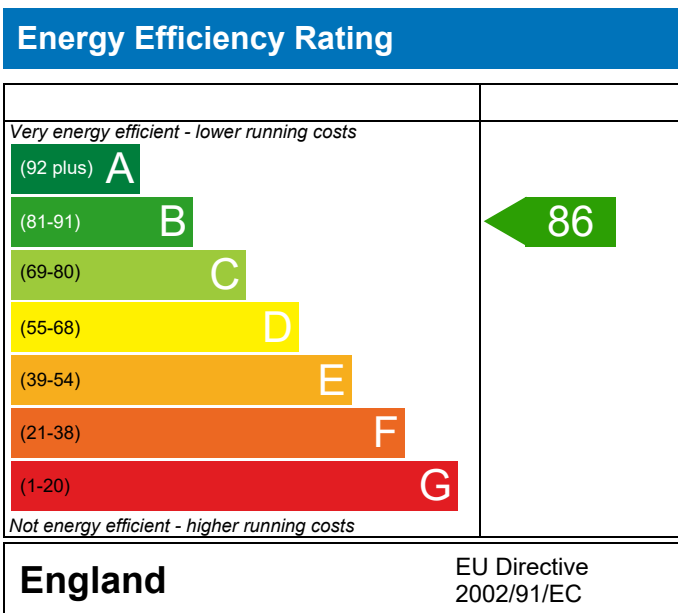 Energy Efficiency Rating
Very energy efficient - lower running costs
(92 plus) A
(81-91) B
86
(69-80) C
(55-68) D
(39-54) E
(21-38) F
(1-20) G
Not energy efficient - higher running costs
England
EU Directive
2002/91/EC